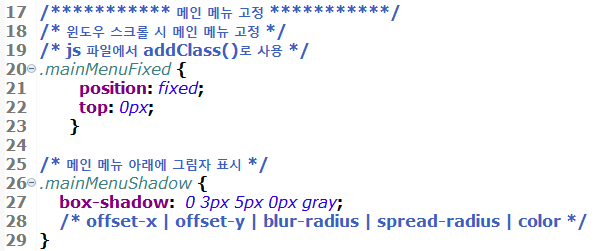 17 /*********** 메인 메뉴 고정 ***********/
18 /* 윈도우 스크롤 시 메인 메뉴 고정 */
19 /* js 파일에서 addClass()로 사용 */
20 .mainMenuFixed {
21 position: fixed;
22 top: 0px;
23 }
24
25 /* 메인 메뉴 아래에 그림자 표시 */
26 .mainMenuShadow {
27 box-shadow: 0 3px 5px 0px gray;
28 /* offset-x | offset-y | blur-radius | spread-radius | color */
29 }